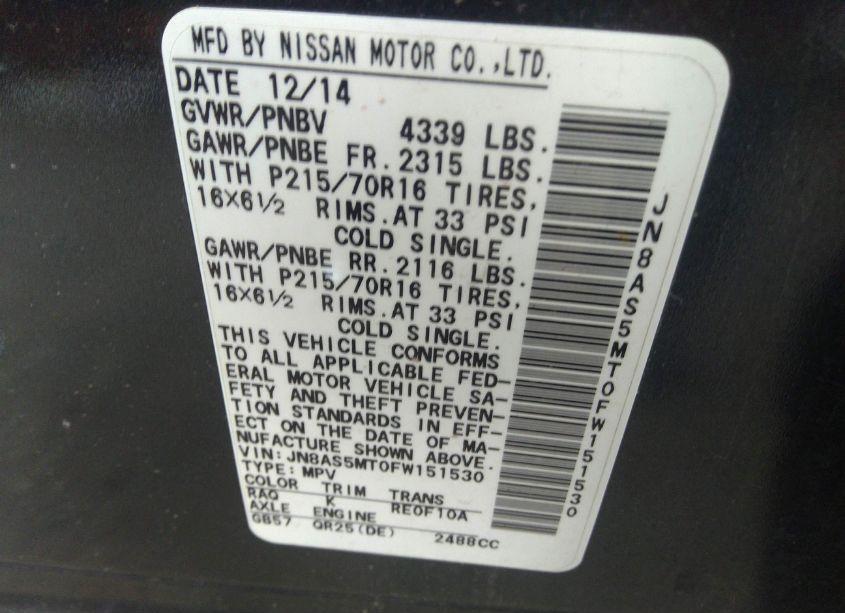 MFD BY NISSAN MOTOR CO.,LTD.
DATE 12/14
GVWR/PNBV 4339 LBS.
GAWR/PNBE FR. 2315 LBS.
WITH P215/70R16 TIRES,
16X6½ RIMS. AT 33 PSI
COLD SINGLE.
GAWR/PNBE RR. 2116 LBS.
WITH P215/70R16 TIRES,
16X6½ RIMS. AT 33 PSI
COLD SINGLE.
THIS VEHICLE CONFORMS
TO ALL APPLICABLE FED-
ERAL MOTOR VEHICLE SA-
FETY AND THEFT PREVEN-
TION STANDARDS IN EFF-
ECT ON THE DATE OF MA-
NUFACTURE SHOWN ABOVE.
VIN:JN8AS5MT0FW151530
TYPE:MPV
COLOR TRIM TRANS
RAQ K RE0F10A
AXLE ENGINE
GB57 QR25(DE) 2488CC
JN8AS5MT0FW151530